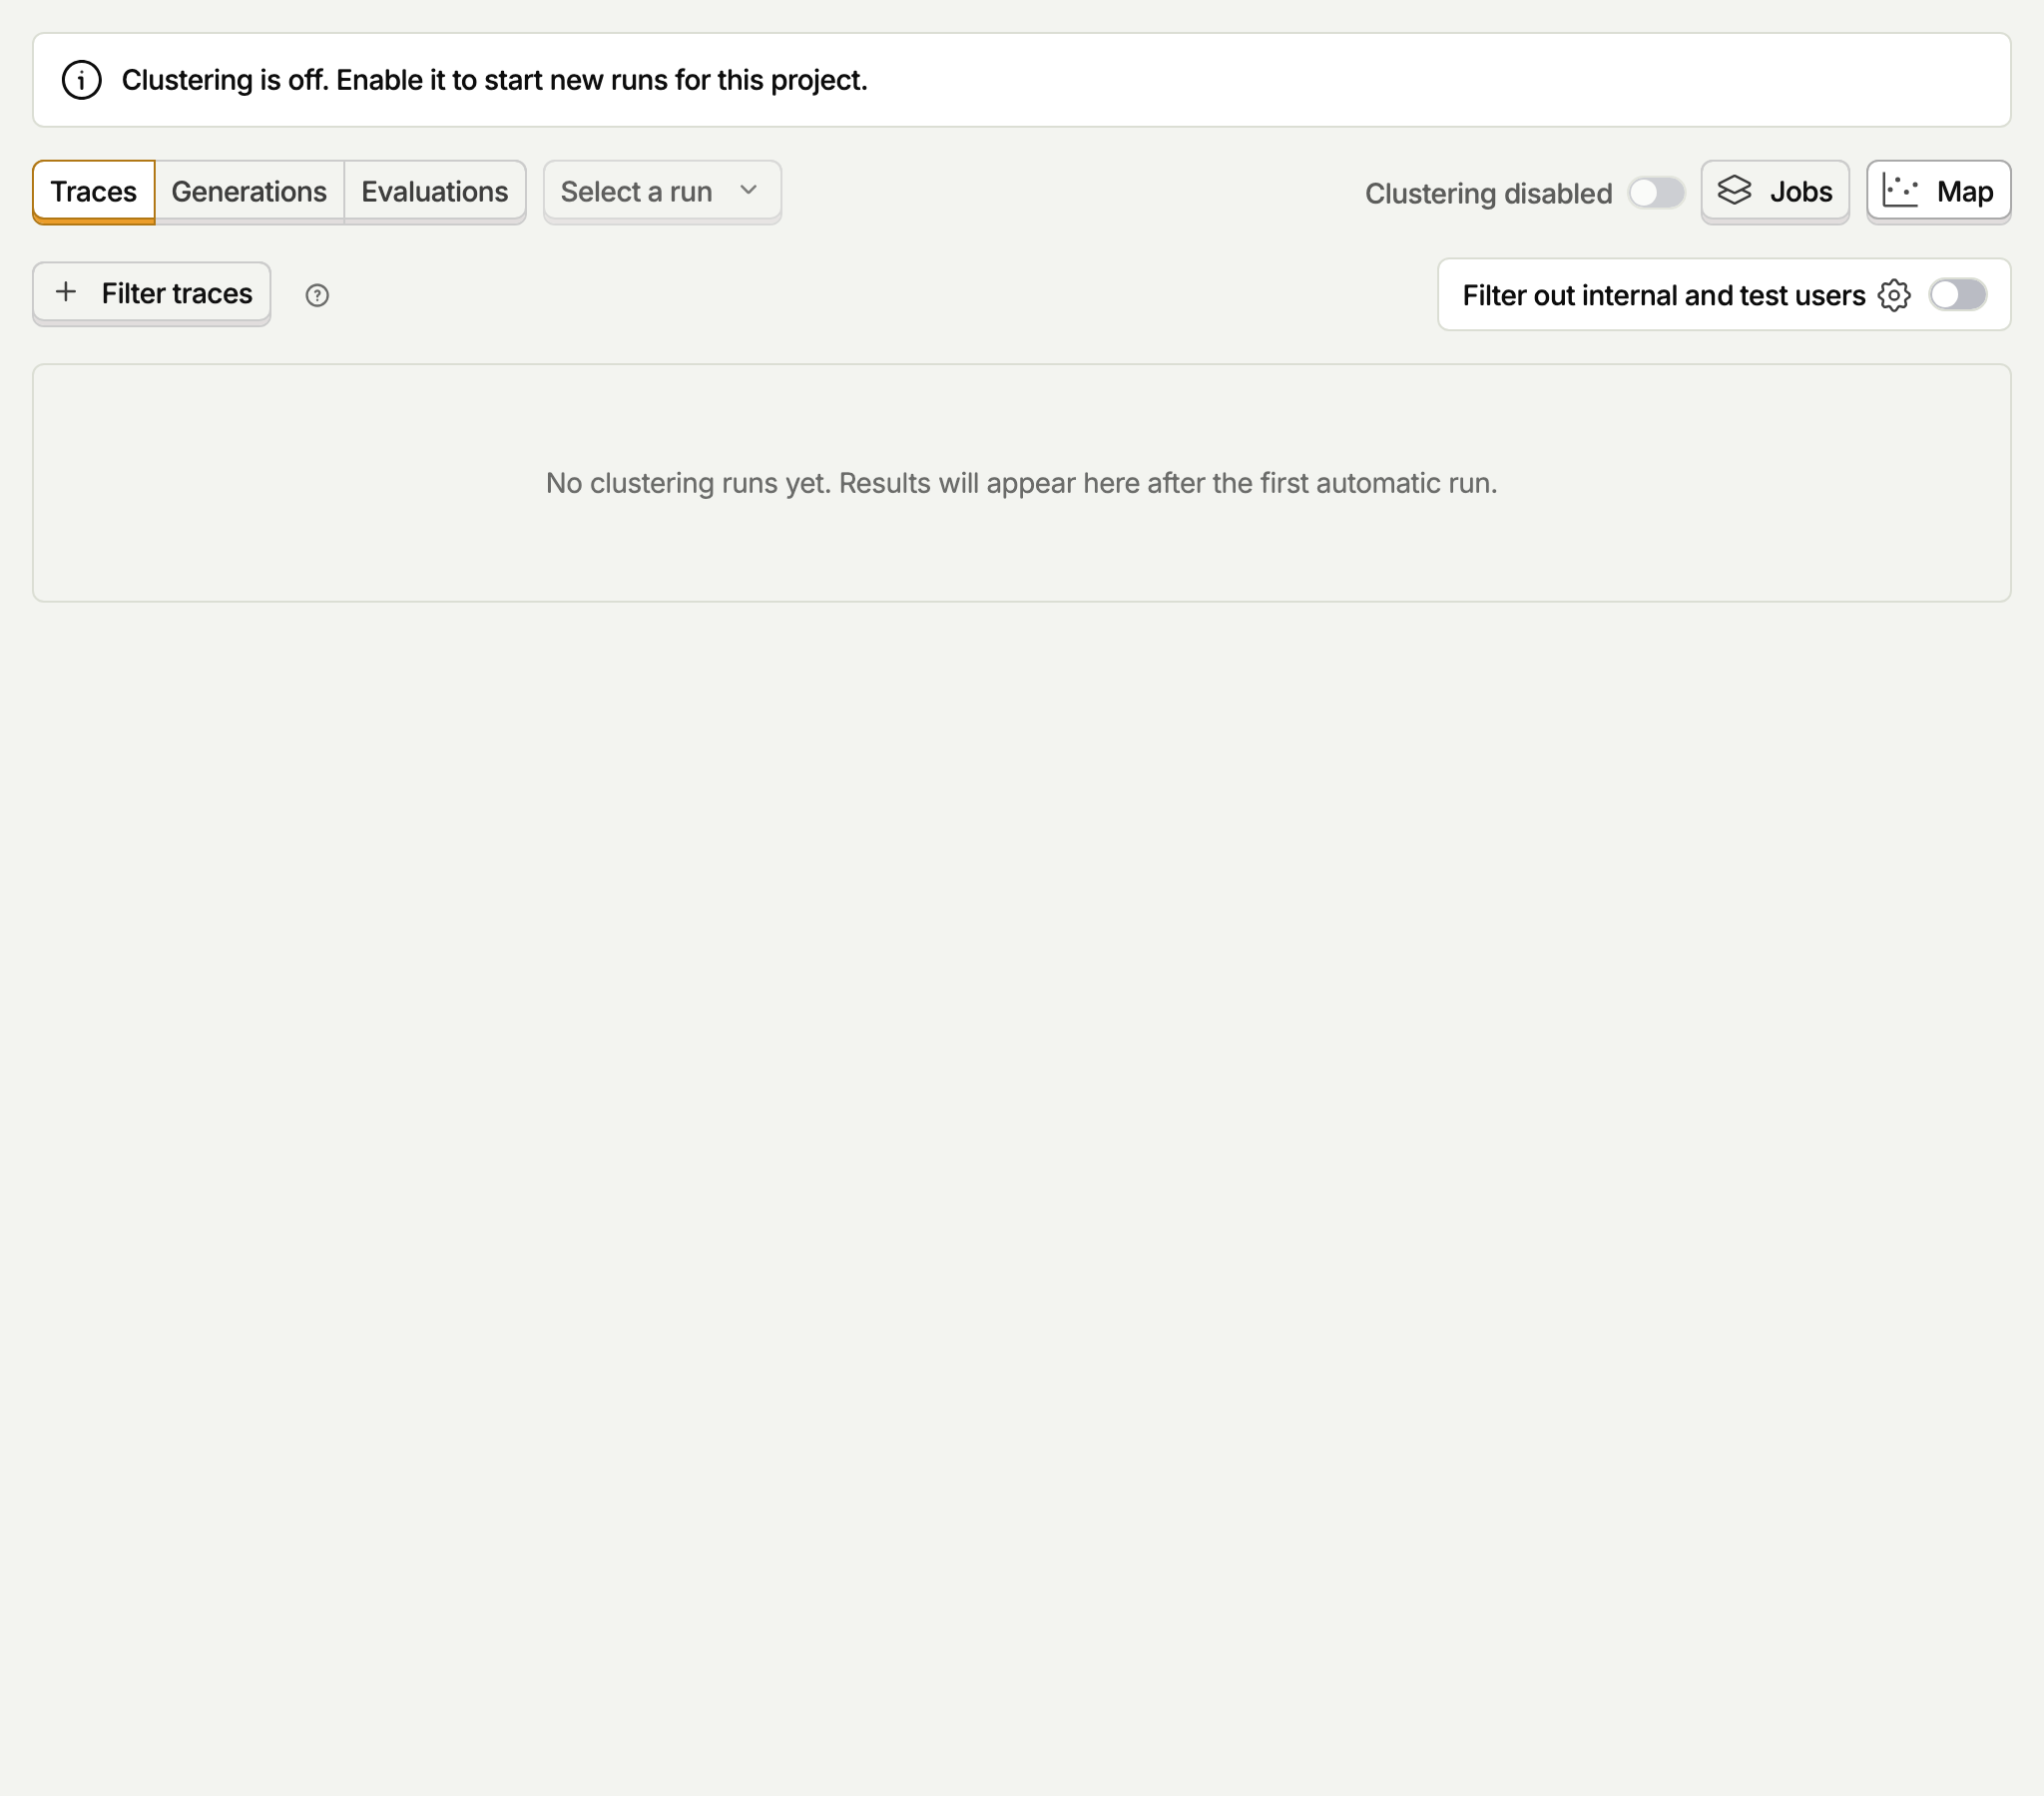 Clustering is off. Enable it to start new runs for this project.
Traces Generations Evaluations Select a run Clustering disabled Jobs Map
Filter traces Filter out internal and test users
No clustering runs yet. Results will appear here after the first automatic run.